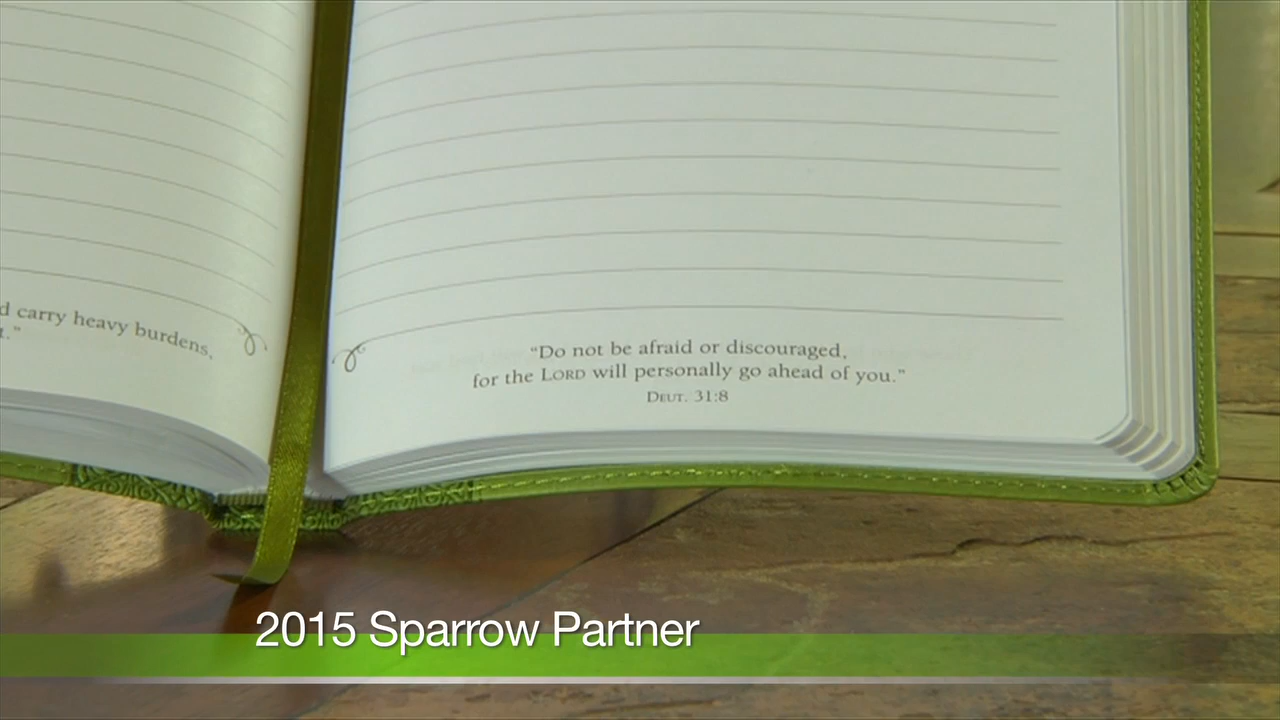 d carry heavy burdens,
t.”
“Do not be afraid or discouraged,
for the LORD will personally go ahead of you.”
DEUT. 31:8
2015 Sparrow Partner